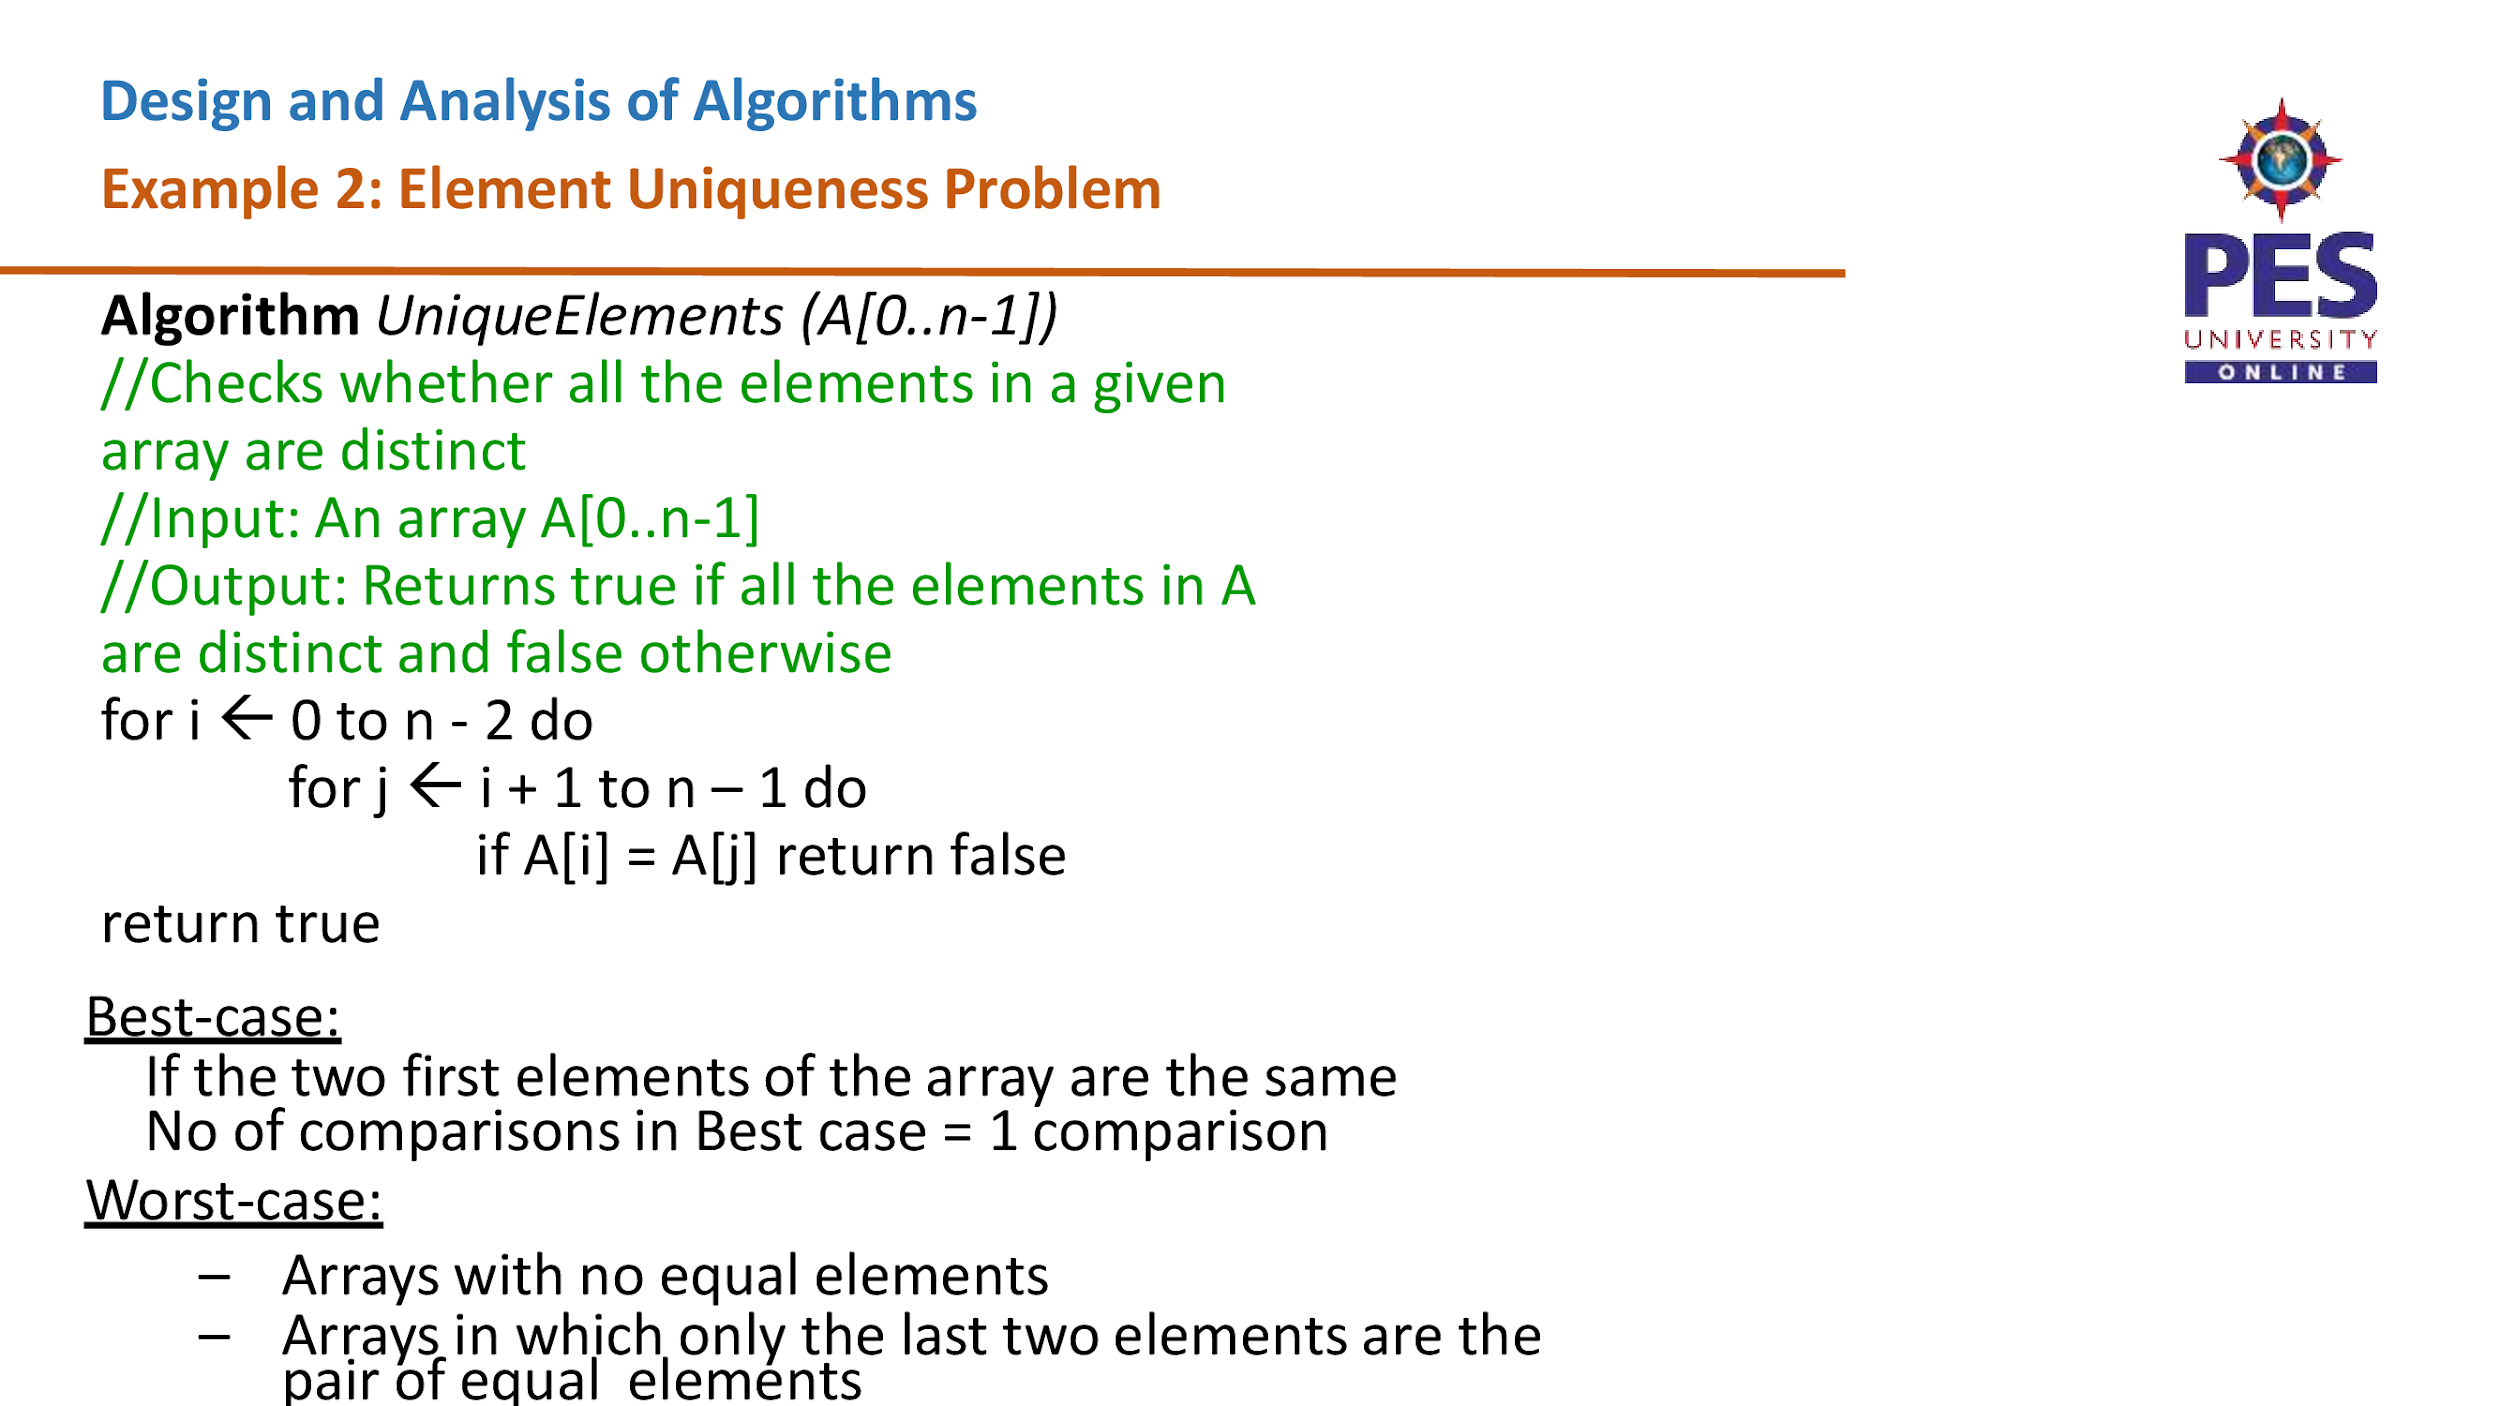 Design and Analysis of Algorithms
Example 2: Element Uniqueness Problem
PES
UNIVERSITY
ONLINE
Algorithm UniqueElements (A[0..n-1])
//Checks whether all the elements in a given
array are distinct
//Input: An array A[0..n-1]
//Output: Returns true if all the elements in A
are distinct and false otherwise
for i ← 0 to n - 2 do
for j ← i + 1 to n – 1 do
if A[i] = A[j] return false
return true
Best-case:
If the two first elements of the array are the same
No of comparisons in Best case = 1 comparison
Worst-case:
– Arrays with no equal elements
– Arrays in which only the last two elements are the
pair of equal elements